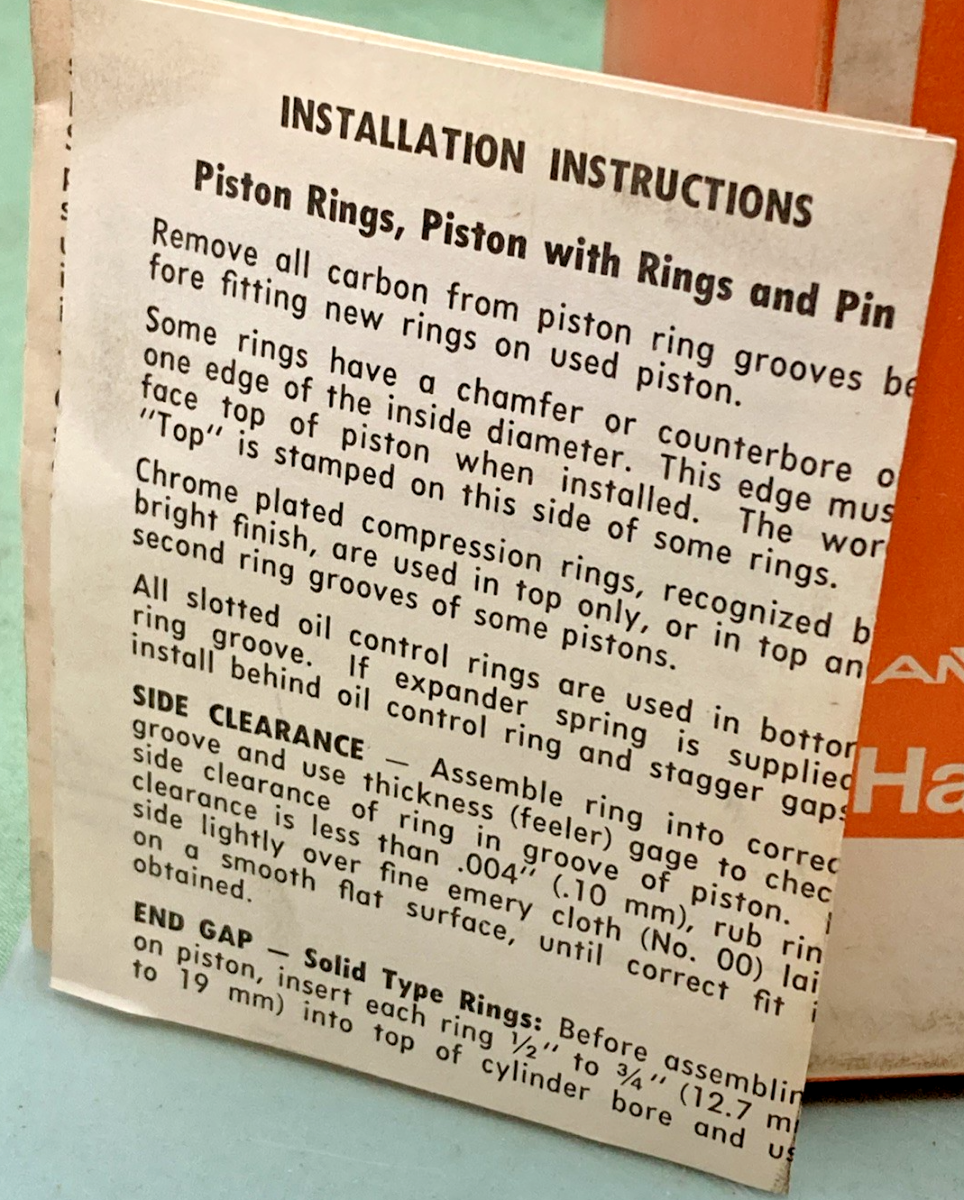 INSTALLATION INSTRUCTIONS
Piston Rings, Piston with Rings and Pin
Remove all carbon from piston ring grooves be
fore fitting new rings on used piston.
Some rings have a chamfer or counterbore o
one edge of the inside diameter. This edge mus
face top of piston when installed. The wor
"Top" is stamped on this side of some rings.
Chrome plated compression rings, recognized b
bright finish, are used in top only, or in top an
second ring grooves of some pistons.
All slotted oil control rings are used in bottor
ring groove. If expander spring is supplied
install behind oil control ring and stagger gaps
SIDE CLEARANCE — Assemble ring into correc
groove and use thickness (feeler) gage to chec
side clearance of ring in groove of piston.
clearance is less than .004" (.10 mm), rub rin
side lightly over fine emery cloth (No. 00) lai
on a smooth flat surface, until correct fit i
obtained.
END GAP — Solid Type Rings: Before assemblin
on piston, insert each ring 1/2" to 3/4" (12.7 m
to 19 mm) into top of cylinder bore and us
AN
Ha